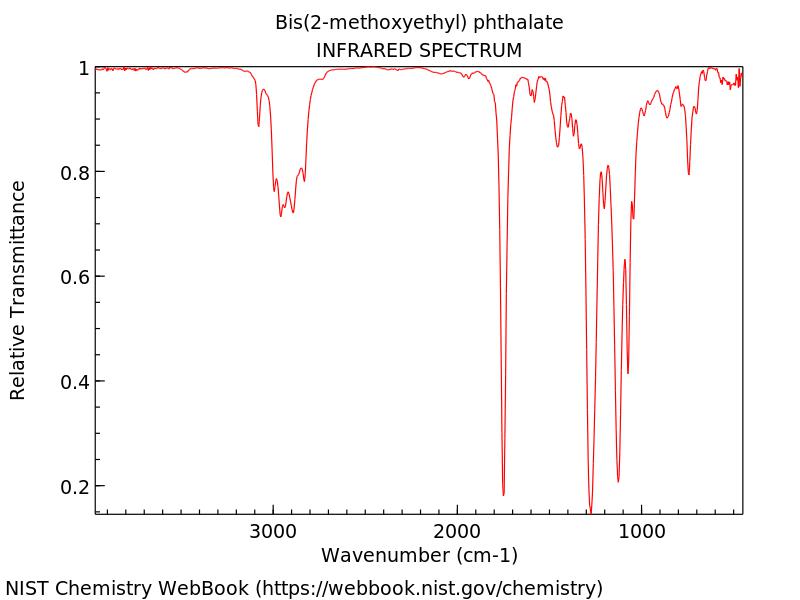 Bis(2-methoxyethyl) phthalate
INFRARED SPECTRUM
1
0.8
0.6
0.4
0.2
Relative Transmittance
3000 2000 1000
Wavenumber (cm-1)
NIST Chemistry WebBook (https://webbook.nist.gov/chemistry)